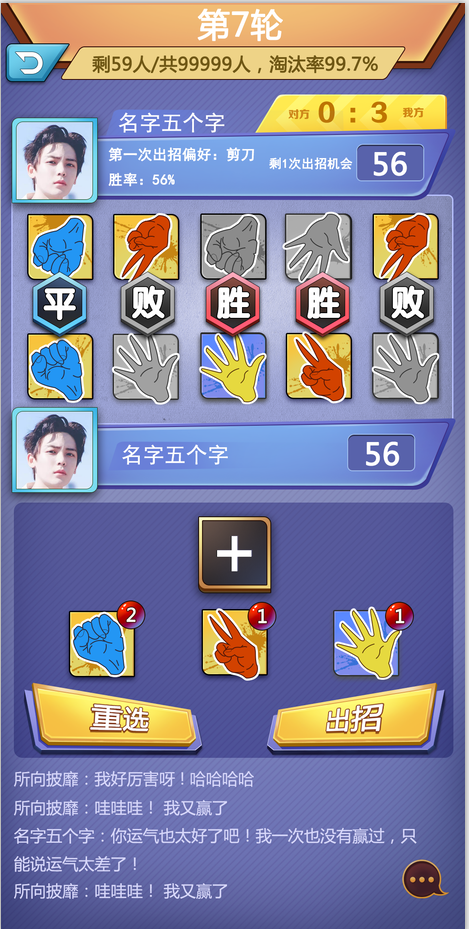 第7轮
剩59人/共99999人，淘汰率99.7%
对方 0 : 3 我方
名字五个字
第一次出招偏好：剪刀
剩1次出招机会
56
胜率：56%
平 败 胜 胜 败
名字五个字 56
2 1 1
重选 出招
所向披靡：我好厉害呀！哈哈哈哈
所向披靡：哇哇哇！ 我又赢了
名字五个字：你运气也太好了吧！我一次也没有赢过，只
能说运气太差了！
所向披靡：哇哇哇！ 我又赢了